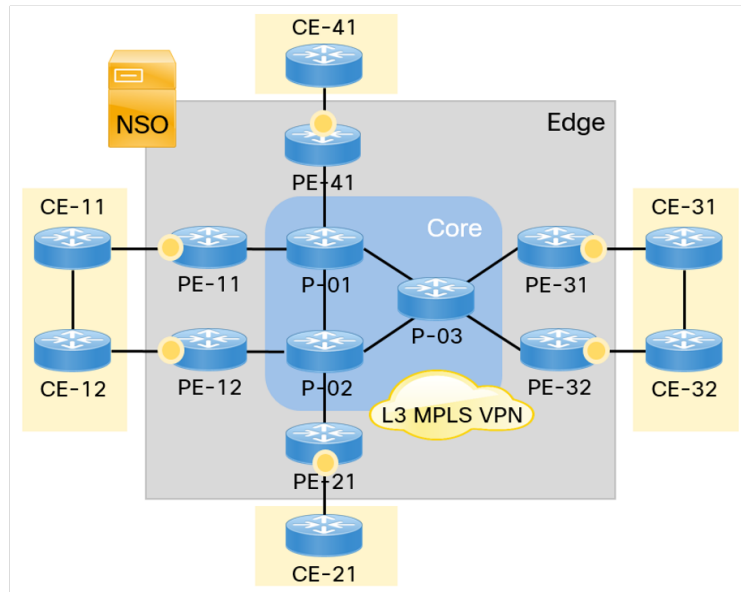 CE-41
NSO
Edge
PE-41
CE-11
CE-31
Core
PE-11
P-01
PE-31
P-03
CE-12
PE-12
P-02
PE-32
CE-32
L3 MPLS VPN
PE-21
CE-21